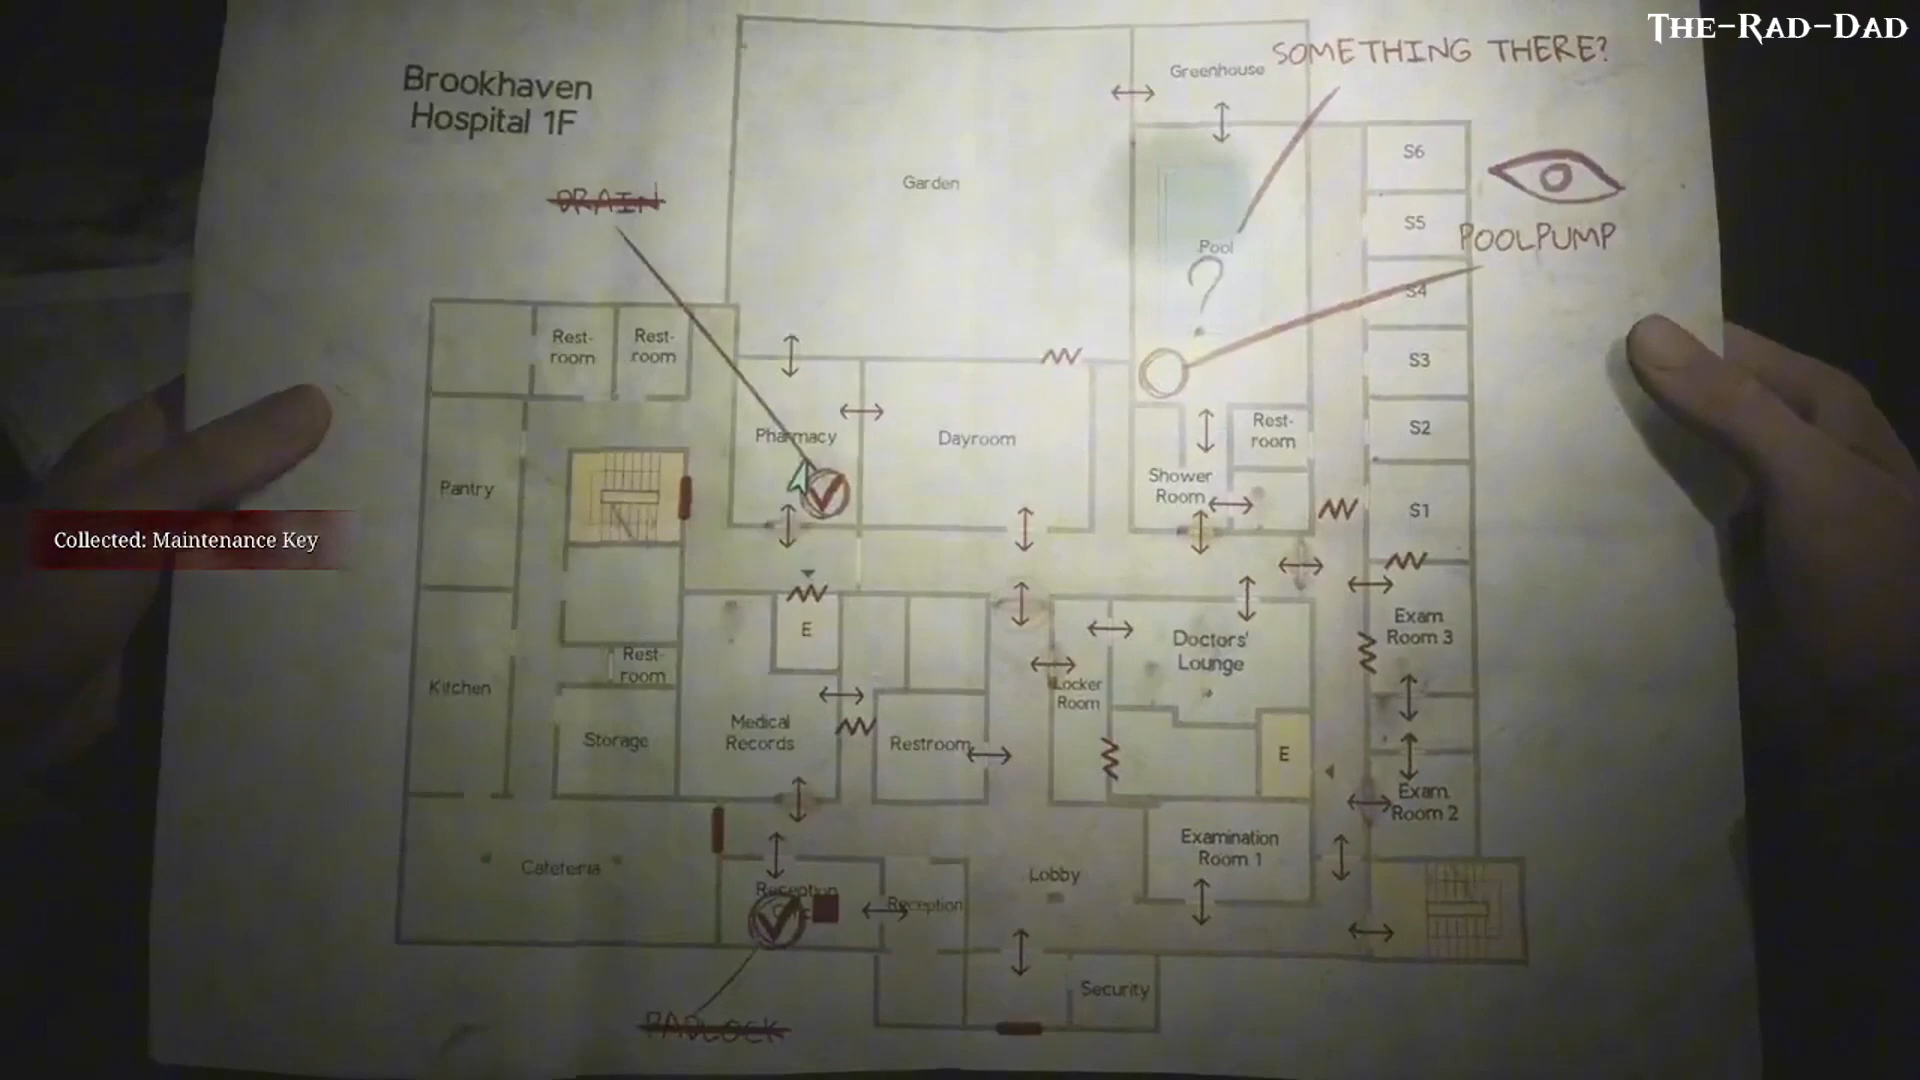 THE-RAD-DAD
SOMETHING THERE?
Greenhouse
Brookhaven
Hospital 1F
S6
Garden
DRAIN
S5
POOLPUMP
Pool
?
S4
Rest-
room
Rest-
room
S3
Pharmacy
Dayroom
Rest-
room
S2
Pantry
Shower
Room
S1
Collected: Maintenance Key
E
Exam
Room 3
Doctors'
Lounge
Rest-
room
Kitchen
Locker
Room
Medical
Records
Storage
Restroom
E
Exam.
Room 2
Examination
Room 1
Cafeteria
Lobby
Reception
Reception
Security
PADLOCK